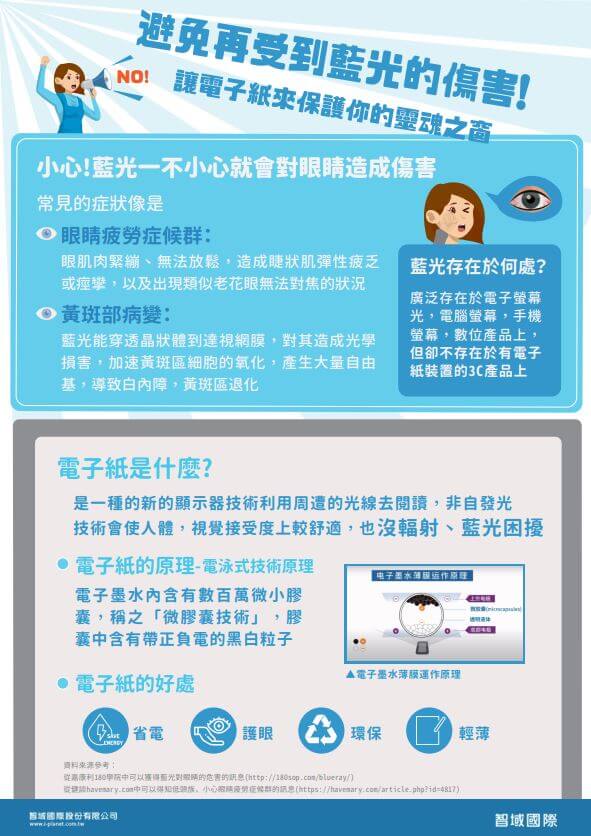 避免再受到藍光的傷害!
NO!
讓電子紙來保護你的靈魂之窗
小心!藍光一不小心就會對眼睛造成傷害
常見的症狀像是
眼睛疲勞症候群:
眼肌肉緊繃、無法放鬆，造成睫狀肌彈性疲乏
或痙攣，以及出現類似老花眼無法對焦的狀況
黃斑部病變:
藍光能穿透晶狀體到達視網膜，對其造成光學
損害，加速黃斑區細胞的氧化，產生大量自由
基，導致白內障，黃斑區退化
藍光存在於何處?
廣泛存在於電子螢幕
光，電腦螢幕，手機
螢幕，數位產品上，
但卻不存在於有電子
紙裝置的3C產品上
電子紙是什麼?
是一種的新的顯示器技術利用周遭的光線去閱讀，非自發光
技術會使人體，視覺接受度上較舒適，也沒輻射、藍光困擾
電子紙的原理-電泳式技術原理
電子墨水內含有數百萬微小膠
囊，稱之「微膠囊技術」，膠
囊中含有帶正負電的黑白粒子
电子墨水薄膜运作原理
上层电极
微胶囊(microcapsules)
透明液体
底层电极
▲電子墨水薄膜運作原理
電子紙的好處
SAVE
ENERGY
省電
護眼
環保
輕薄
資料來源參考：
從嘉康利180學院中可以獲得藍光對眼睛的危害的訊息(http://180sop.com/blueray/)
從健談havemary.com中可以得知低頭族，小心眼睛疲勞症候群的訊息(https://havemary.com/article.php?id=4817)
智域國際股份有限公司
www.i-planet.com.tw
智域國際